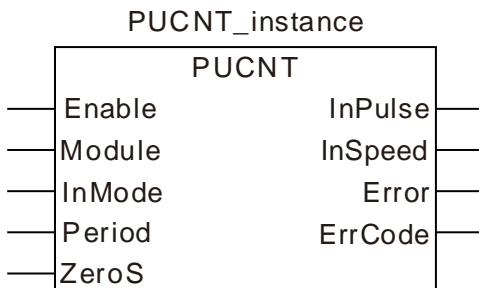 PUCNT_instance
PUCNT
Enable InPulse
Module InSpeed
InMode Error
Period ErrCode
ZeroS